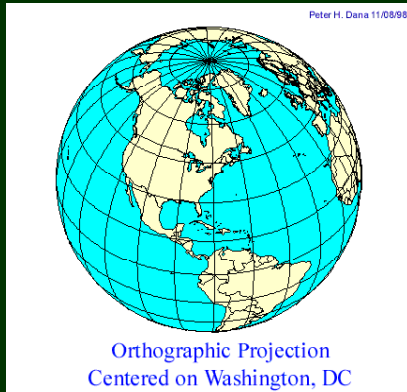 Peter H. Dana 11/08/98
Orthographic Projection
Centered on Washington, DC